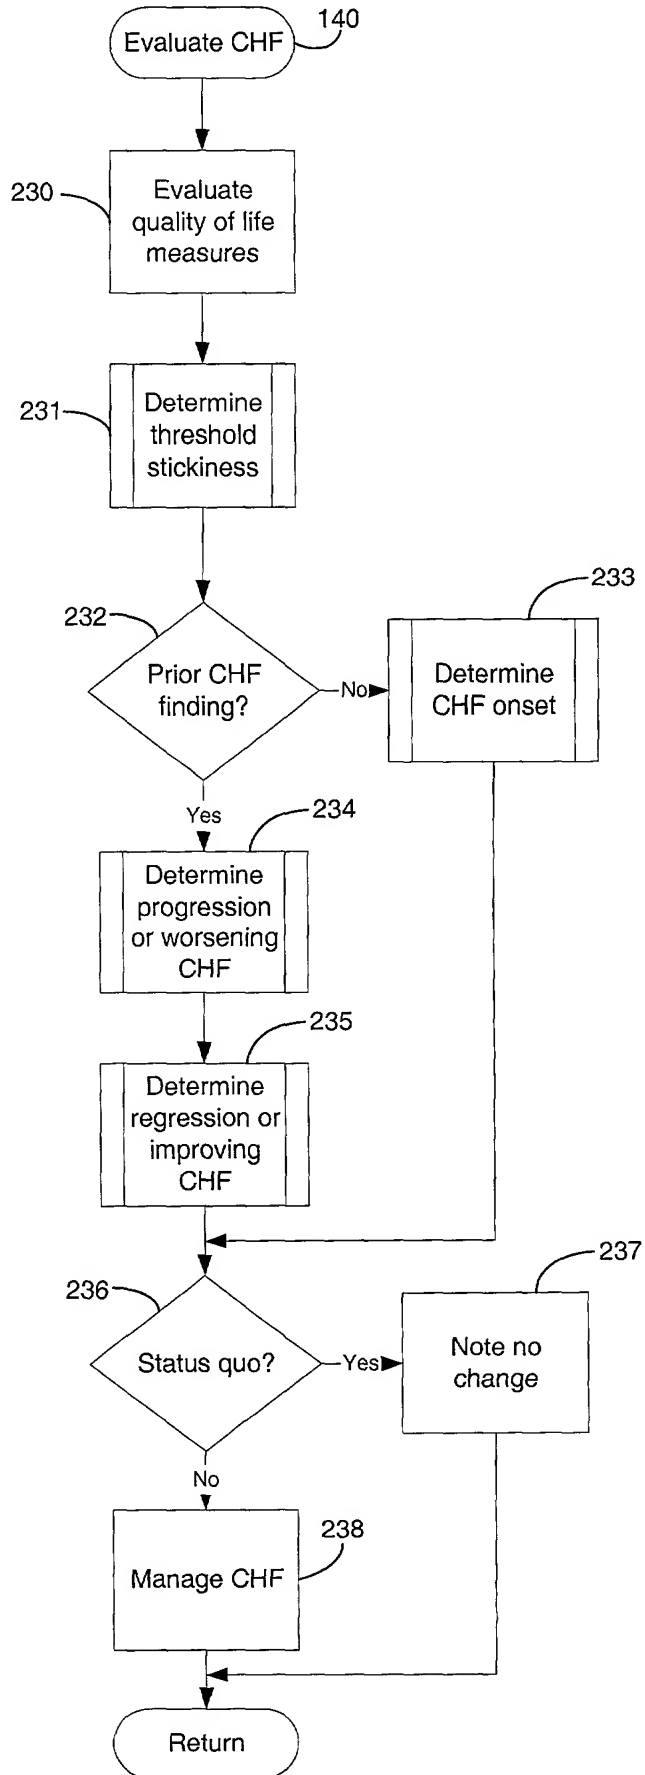 Evaluate CHF
140
230
Evaluate
quality of life
measures
231
Determine
threshold
stickiness
232
Prior CHF
finding?
No
233
Determine
CHF onset
Yes
234
Determine
progression
or worsening
CHF
235
Determine
regression or
improving
CHF
236
Status quo?
Yes
237
Note no
change
No
238
Manage CHF
Return